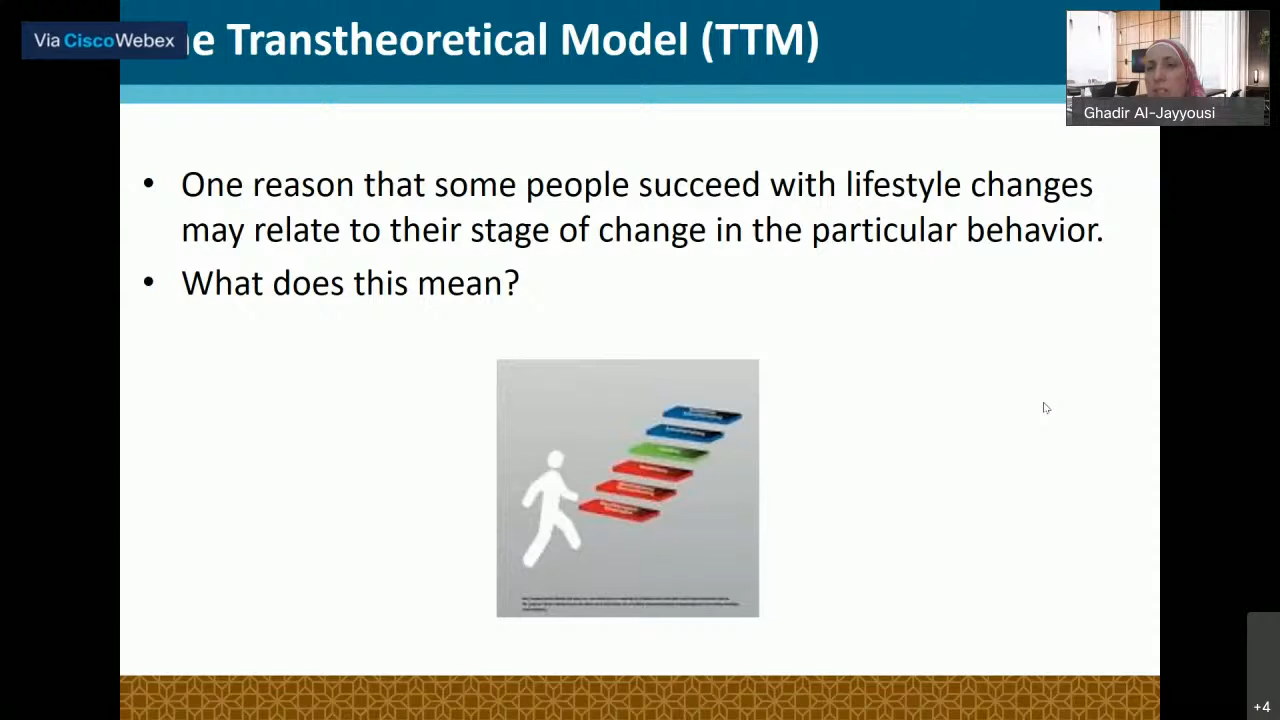 Via CiscoWebex
e Transtheoretical Model (TTM)
Ghadir Al-Jayyousi
• One reason that some people succeed with lifestyle changes
may relate to their stage of change in the particular behavior.
• What does this mean?
+4